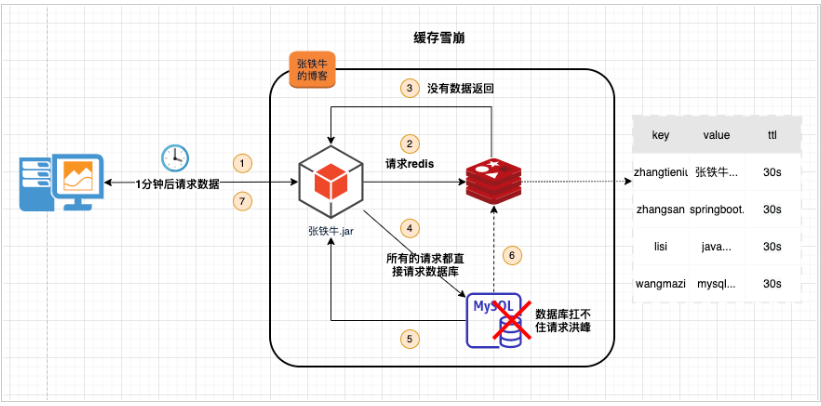 缓存雪崩
张铁牛
的博客
3
没有数据返回
2
请求redis
1
1分钟后请求数据
7
张铁牛.jar
4
所有的请求都直
接请求数据库
6
MySQL
数据库扛不
住请求洪峰
5
key value ttl
zhangtieniu 张铁牛... 30s
zhangsan springboot. 30s
lisi java... 30s
wangmazi mysql... 30s